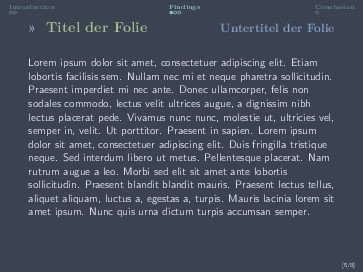 Introduction Findings Conclusion
» Titel der Folie Untertitel der Folie
Lorem ipsum dolor sit amet, consectetuer adipiscing elit. Etiam
lobortis facilisis sem. Nullam nec mi et neque pharetra sollicitudin.
Praesent imperdiet mi nec ante. Donec ullamcorper, felis non
sodales commodo, lectus velit ultrices augue, a dignissim nibh
lectus placerat pede. Vivamus nunc nunc, molestie ut, ultricies vel,
semper in, velit. Ut porttitor. Praesent in sapien. Lorem ipsum
dolor sit amet, consectetuer adipiscing elit. Duis fringilla tristique
neque. Sed interdum libero ut metus. Pellentesque placerat. Nam
rutrum augue a leo. Morbi sed elit sit amet ante lobortis
sollicitudin. Praesent blandit blandit mauris. Praesent lectus tellus,
aliquet aliquam, luctus a, egestas a, turpis. Mauris lacinia lorem sit
amet ipsum. Nunc quis urna dictum turpis accumsan semper.
[5/8]